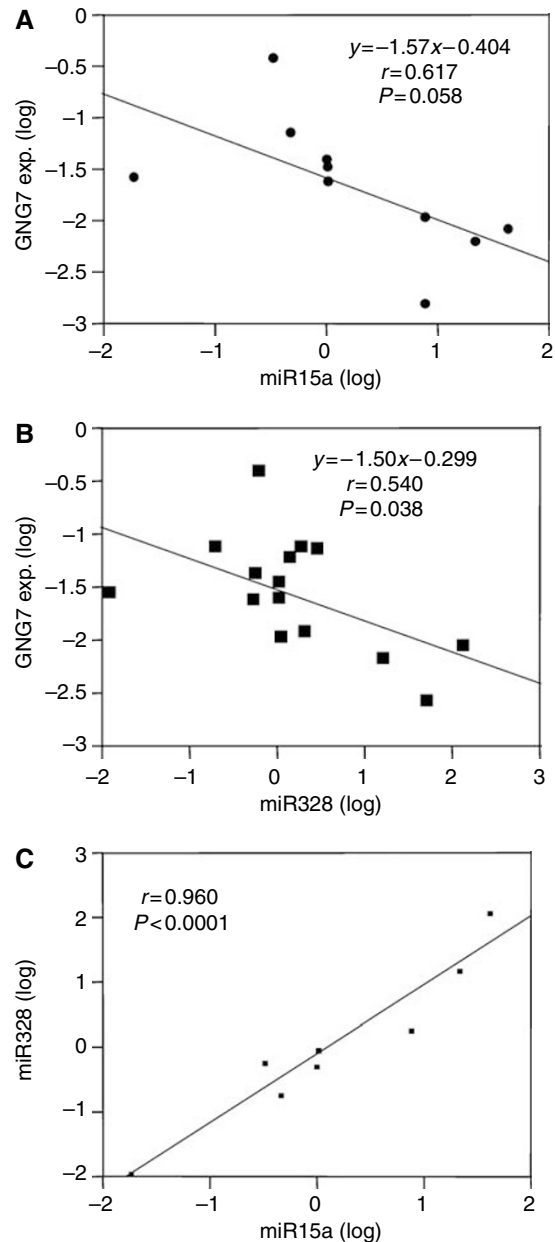 A
0
–0.5
–1
–1.5
–2
–2.5
–3
GNG7 exp. (log)
y=–1.57x–0.404
r=0.617
P=0.058
–2 –1 0 1 2
miR15a (log)
B
0
–0.5
–1
–1.5
–2
–2.5
–3
GNG7 exp. (log)
y=–1.50x–0.299
r=0.540
P=0.038
–2 –1 0 1 2 3
miR328 (log)
C
3
2
1
0
–1
–2
miR328 (log)
r=0.960
P<0.0001
–2 –1 0 1 2
miR15a (log)